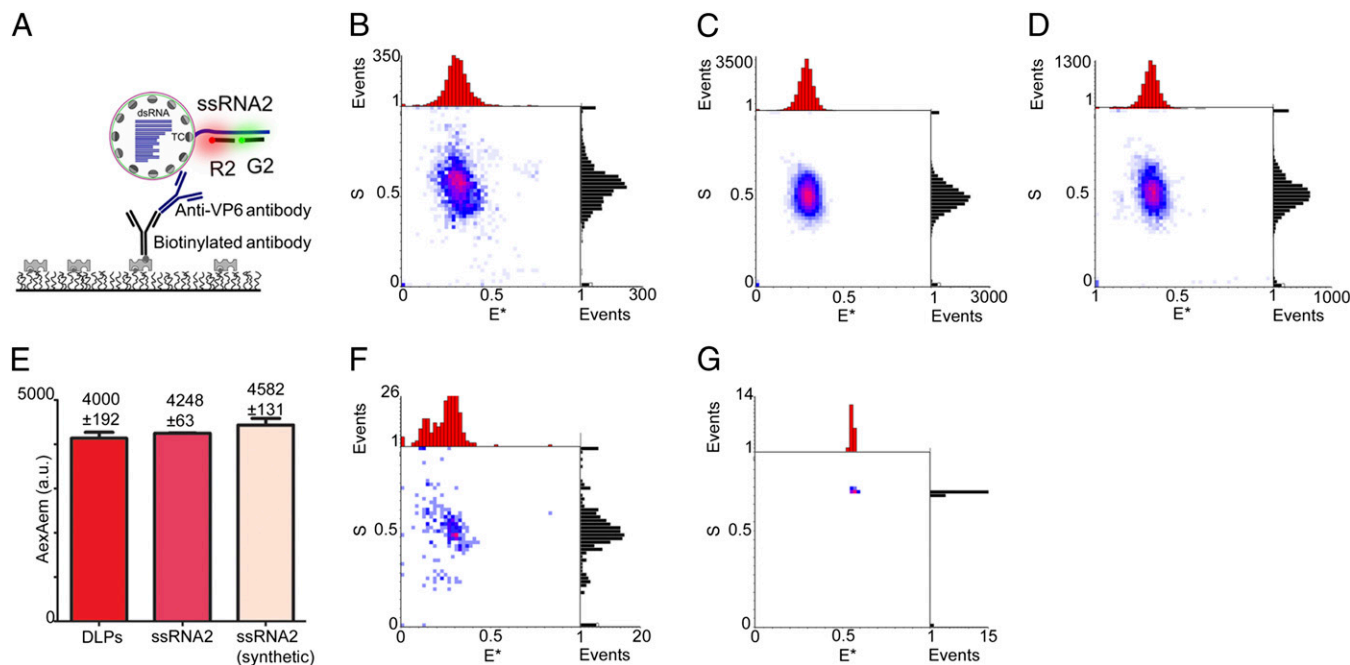 A
dsRNA
ssRNA2
TC
R2 G2
Anti-VP6 antibody
Biotinylated antibody
B
350
Events
1
S
0.5
0
0 0.5 1 300
E* Events
C
3500
Events
1
S
0.5
0
0 0.5 1 3000
E* Events
D
1300
Events
1
S
0.5
0
1 0.5 1 1000
E* Events
E
5000
AexAem (a.u.)
0
4000
±192
4248
±63
4582
±131
DLPs ssRNA2 ssRNA2
(synthetic)
F
26
Events
1
S
0.5
0
0 0.5 1 20
E* Events
G
14
Events
1
S
0.5
0
0 0.5 1 15
E* Events